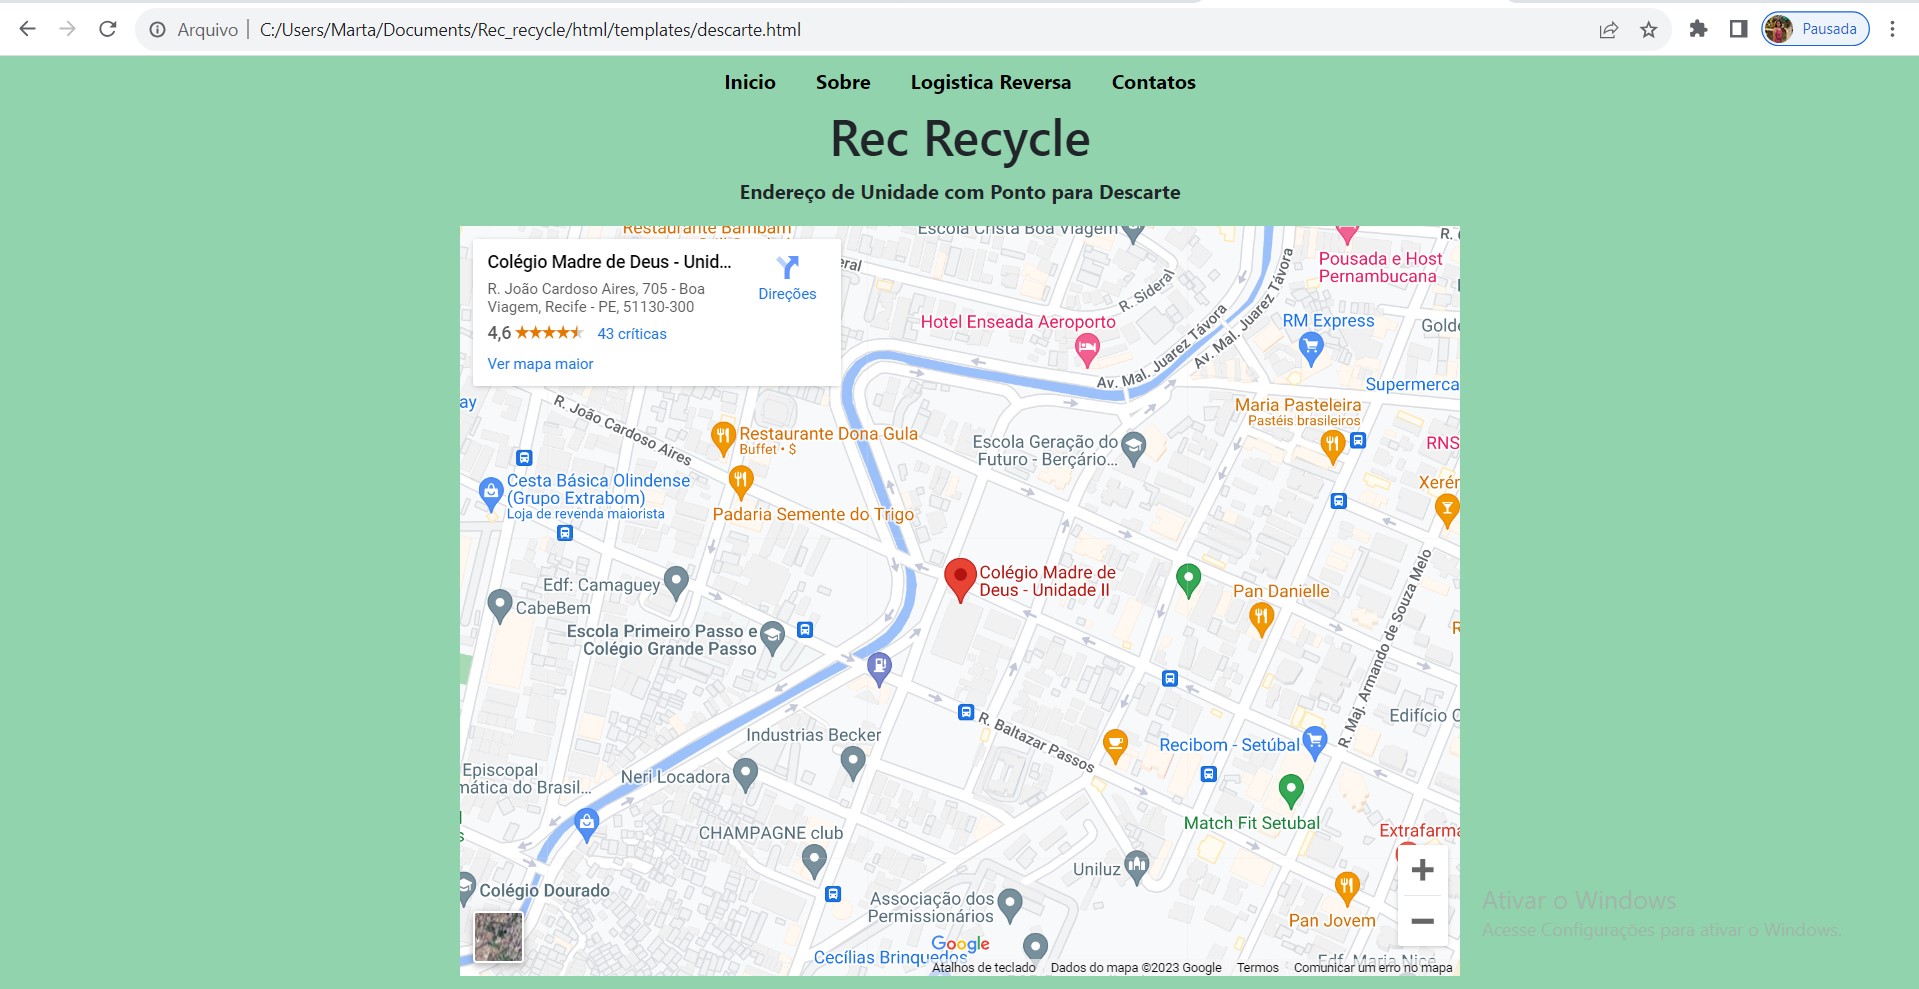 Arquivo
C:/Users/Marta/Documents/Rec_recycle/html/templates/descarte.html
Pausada
Inicio Sobre Logistica Reversa Contatos
Rec Recycle
Endereço de Unidade com Ponto para Descarte
Restaurante Bambam
Escola Cristã Boa Viagem
Colégio Madre de Deus - Unid...
R. João Cardoso Aires, 705 - Boa
Viagem, Recife - PE, 51130-300
4,6 43 críticas
Ver mapa maior
Direções
Pousada e Host
Pernambucana
R. Sideral
Av. Mal. Juarez Távora
Av. Mal. Juarez Távora
Hotel Enseada Aeroporto
RM Express
Golde
Supermerca
ay
R. João Cardoso Aires
Maria Pasteleira
Pastéis brasileiros
Restaurante Dona Gula
Buffet • $
Escola Geração do
Futuro - Berçário...
RNS
Cesta Básica Olindense
(Grupo Extrabom)
Loja de revenda maiorista
Xerér
Padaria Semente do Trigo
Colégio Madre de
Deus - Unidade II
Edf: Camaguey
Pan Danielle
CabeBem
Escola Primeiro Passo e
Colégio Grande Passo
R. Maj. Armando de Souza Melo
Edifício C
R. Baltazar Passos
Industrias Becker
Recibom - Setúbal
Episcopal
mática do Brasil...
Neri Locadora
Match Fit Setubal
CHAMPAGNE club
Extrafarma
Uniluz
Colégio Dourado
Associação dos
Permissionários
Pan Jovem
Google
Cecílias Brinquedos
Edf. Maria Nice
Atalhos de teclado Dados do mapa ©2023 Google Termos Comunicar um erro no mapa
Ativar o Windows
Acesse Configurações para ativar o Windows.